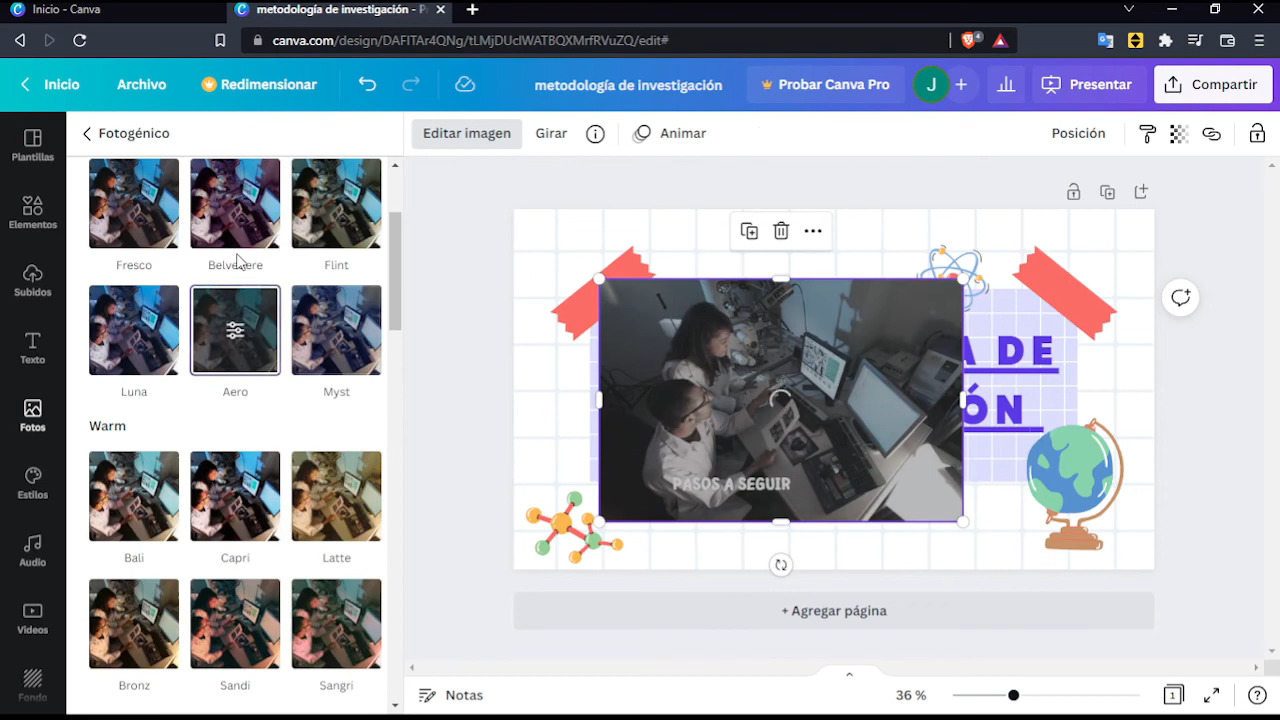 Inicio - Canva
metodología de investigación - P
canva.com/design/DAFITAr4QNg/tLMjDUclWATBQXMrfRVuZQ/edit#
4
Inicio
Archivo
Redimensionar
metodología de investigación
Probar Canva Pro
J
Presentar
Compartir
Plantillas
Elementos
Subidos
Texto
Fotos
Estilos
Audio
Videos
Fondo
Fotogénico
Fresco
Belvedere
Flint
Luna
Aero
Myst
Warm
Bali
Capri
Latte
Bronz
Sandi
Sangri
Editar imagen
Girar
Animar
Posición
A DE
ÓN
PASOS A SEGUIR
+ Agregar página
Notas
36 %
1